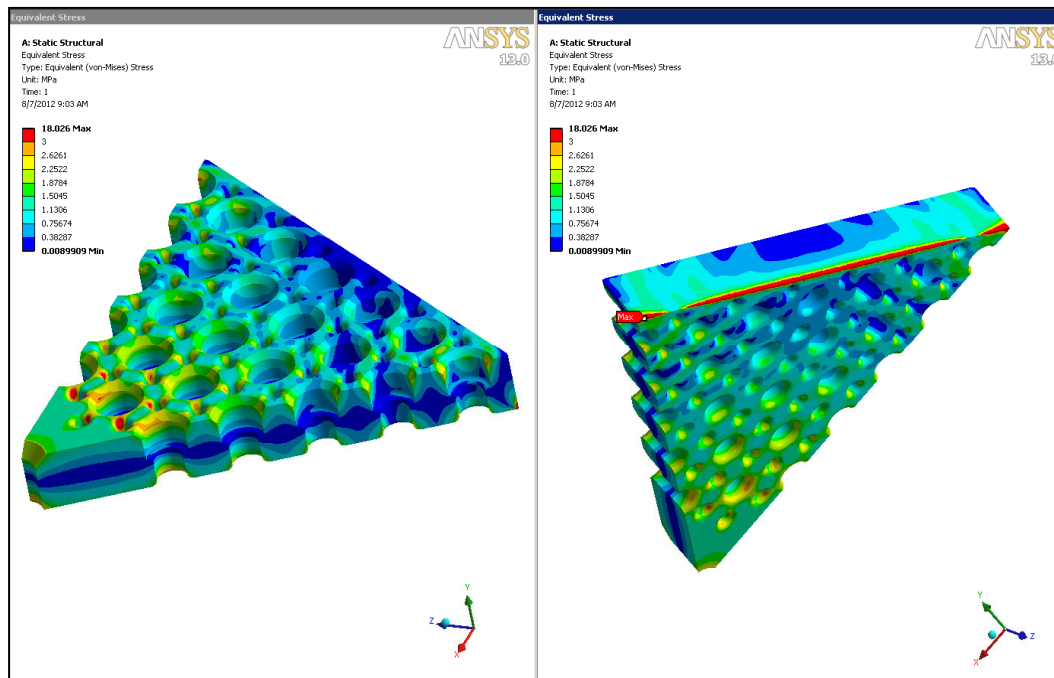 Equivalent Stress
A: Static Structural
Equivalent Stress
Type: Equivalent (von-Mises) Stress
Unit: MPa
Time: 1
8/7/2012 9:03 AM
18.026 Max
3
2.6261
2.2522
1.8784
1.5045
1.1306
0.75674
0.38287
0.0089909 Min
ANSYS
13.0
Y
Z
X
Equivalent Stress
A: Static Structural
Equivalent Stress
Type: Equivalent (von-Mises) Stress
Unit: MPa
Time: 1
8/7/2012 9:03 AM
18.026 Max
3
2.6261
2.2522
1.8784
1.5045
1.1306
0.75674
0.38287
0.0089909 Min
ANSYS
13.0
Max
Y
Z
X